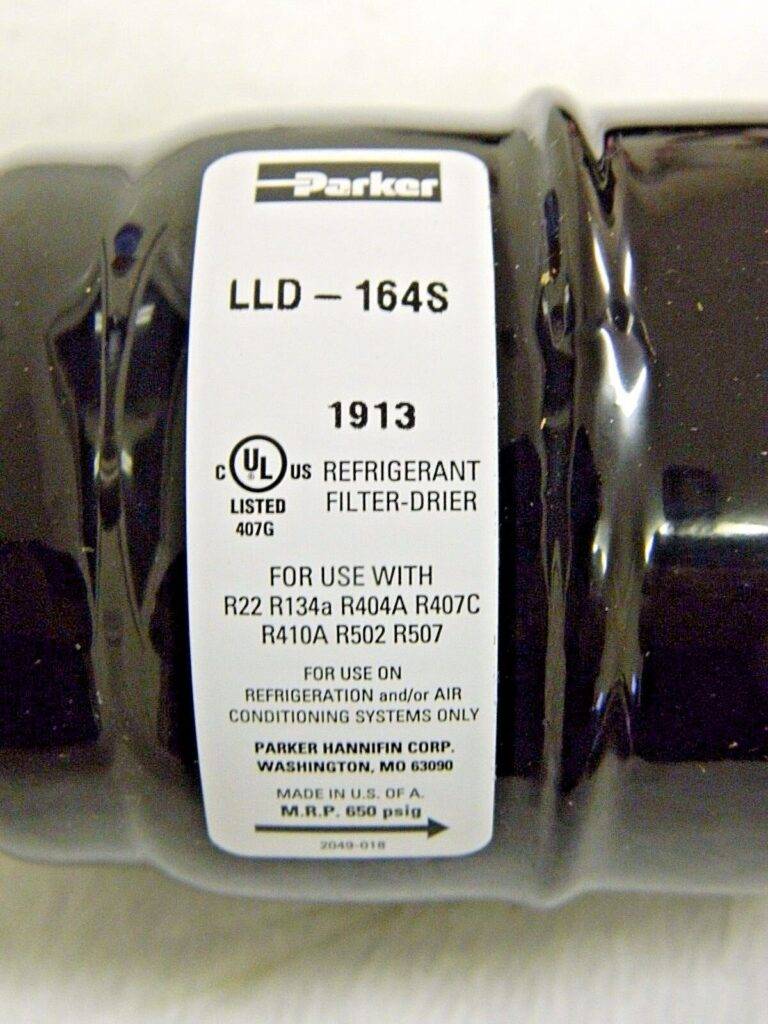 Parker
LLD – 164S
1913
C UL US
LISTED
407G
REFRIGERANT
FILTER-DRIER
FOR USE WITH
R22 R134a R404A R407C
R410A R502 R507
FOR USE ON
REFRIGERATION and/or AIR
CONDITIONING SYSTEMS ONLY
PARKER HANNIFIN CORP.
WASHINGTON, MO 63090
MADE IN U.S. OF A.
M.R.P. 650 psig
2049-018